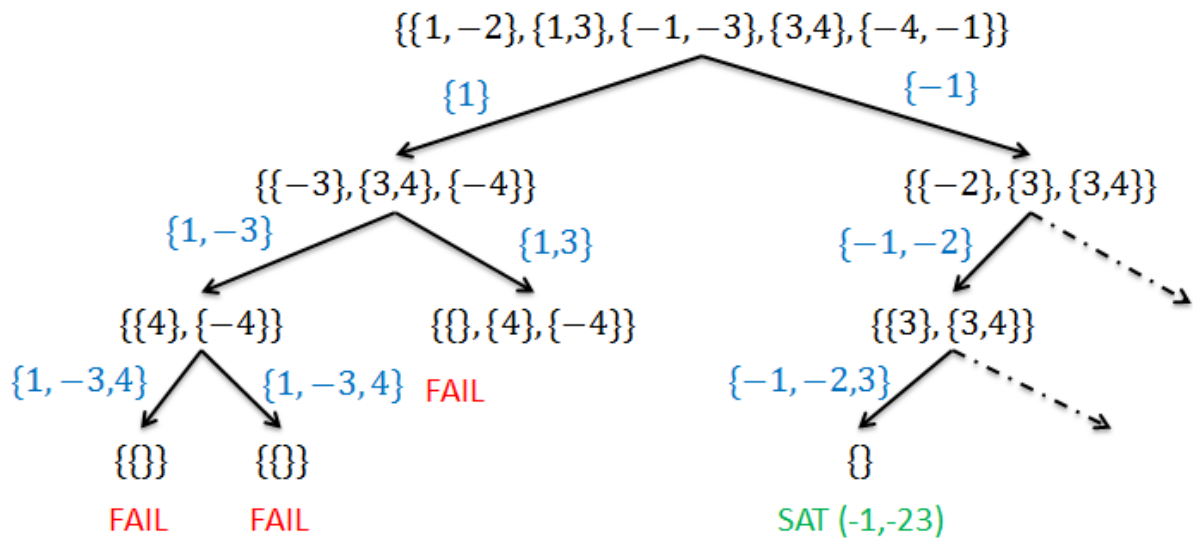 {{1, −2}, {1,3}, {−1, −3}, {3,4}, {−4, −1}}
{1}
{−1}
{{−3}, {3,4}, {−4}}
{{−2}, {3}, {3,4}}
{1, −3}
{1,3}
{−1, −2}
{{4}, {−4}}
{{}, {4}, {−4}}
{{3}, {3,4}}
{1, −3,4}
{1, −3, 4}
FAIL
{−1, −2,3}
{{}}
{{}}
{}
FAIL
FAIL
SAT (-1,-23)